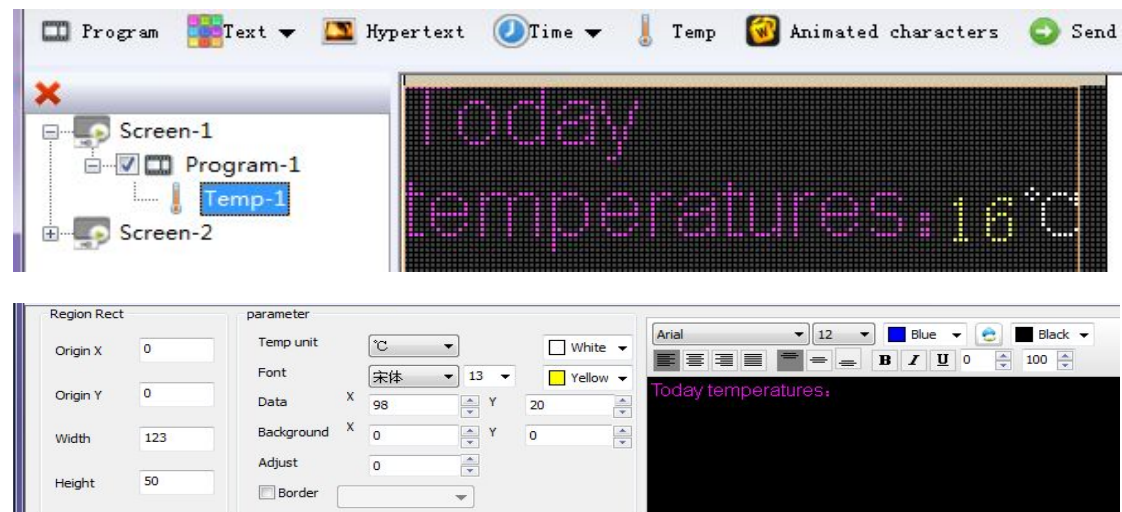 Program Text Hypertext Time Temp Animated characters Send
Screen-1
Program-1
Temp-1
Screen-2
Today
temperatures:16℃
Region Rect
Origin X 0
Origin Y 0
Width 123
Height 50
parameter
Temp unit ℃ White
Font 宋体 13 Yellow
Data X 98 Y 20
Background X 0 Y 0
Adjust 0
Border
Arial 12 Blue Black
B I U 0 100
Today temperatures: